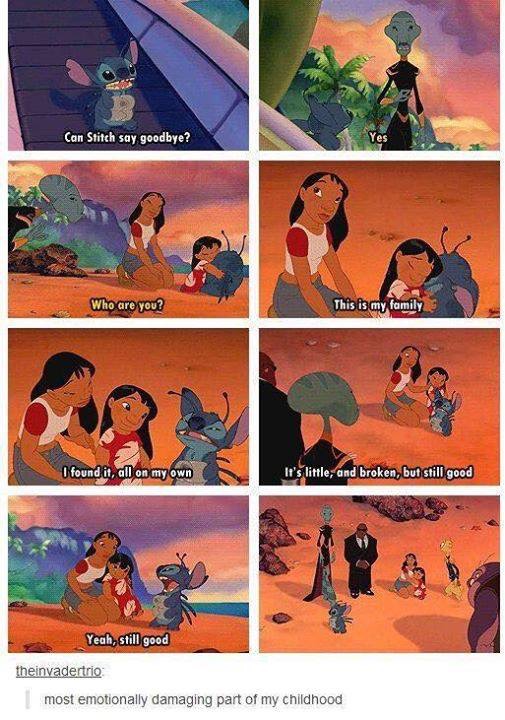 Can Stitch say goodbye?
Yes
Who are you?
This is my family
I found it, all on my own
It's little, and broken, but still good
Yeah, still good
theinvadertrio:
most emotionally damaging part of my childhood